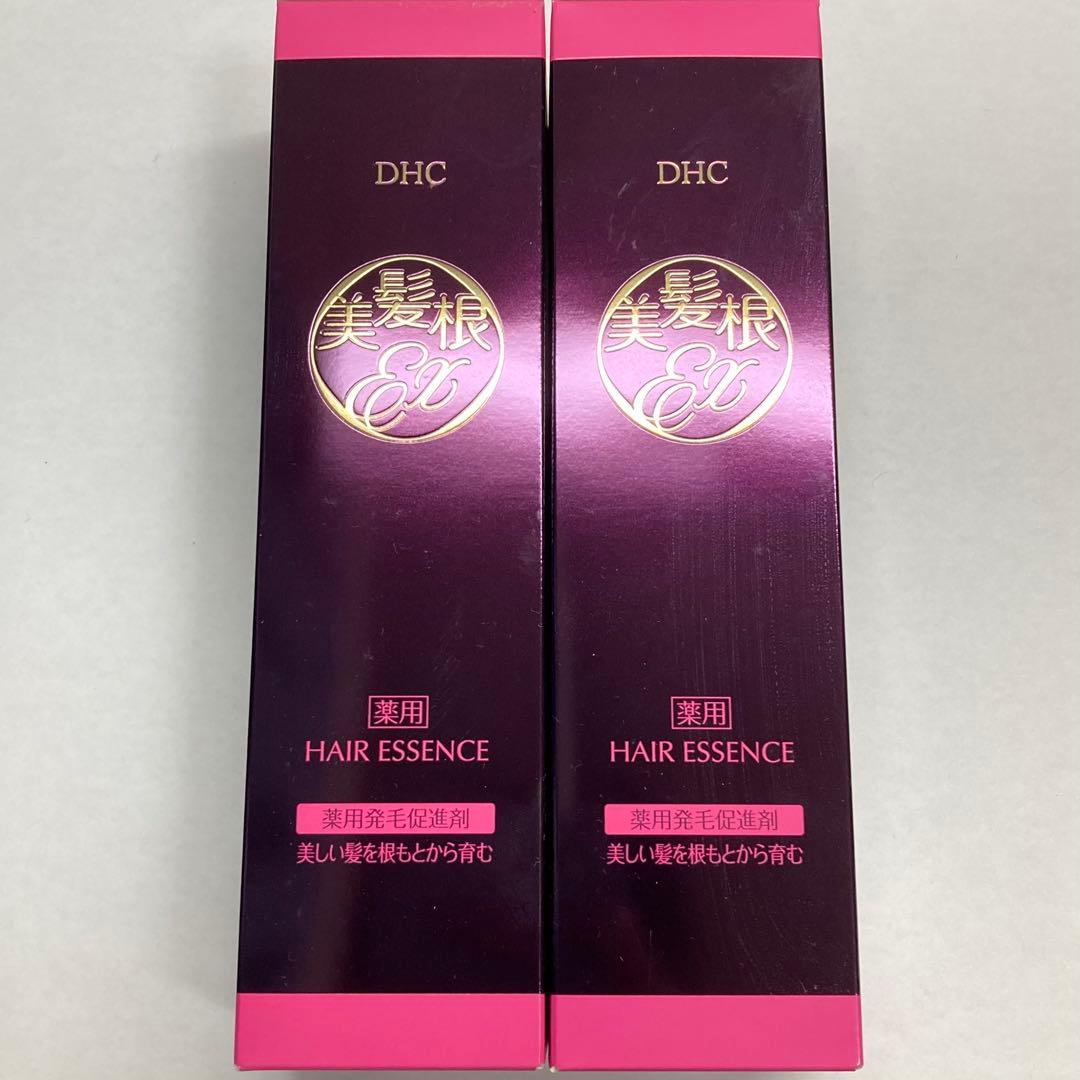 DHC
美髪根
Ex
薬用
HAIR ESSENCE
薬用発毛促進剤
美しい髪を根もとから育む
DHC
美髪根
Ex
薬用
HAIR ESSENCE
薬用発毛促進剤
美しい髪を根もとから育む